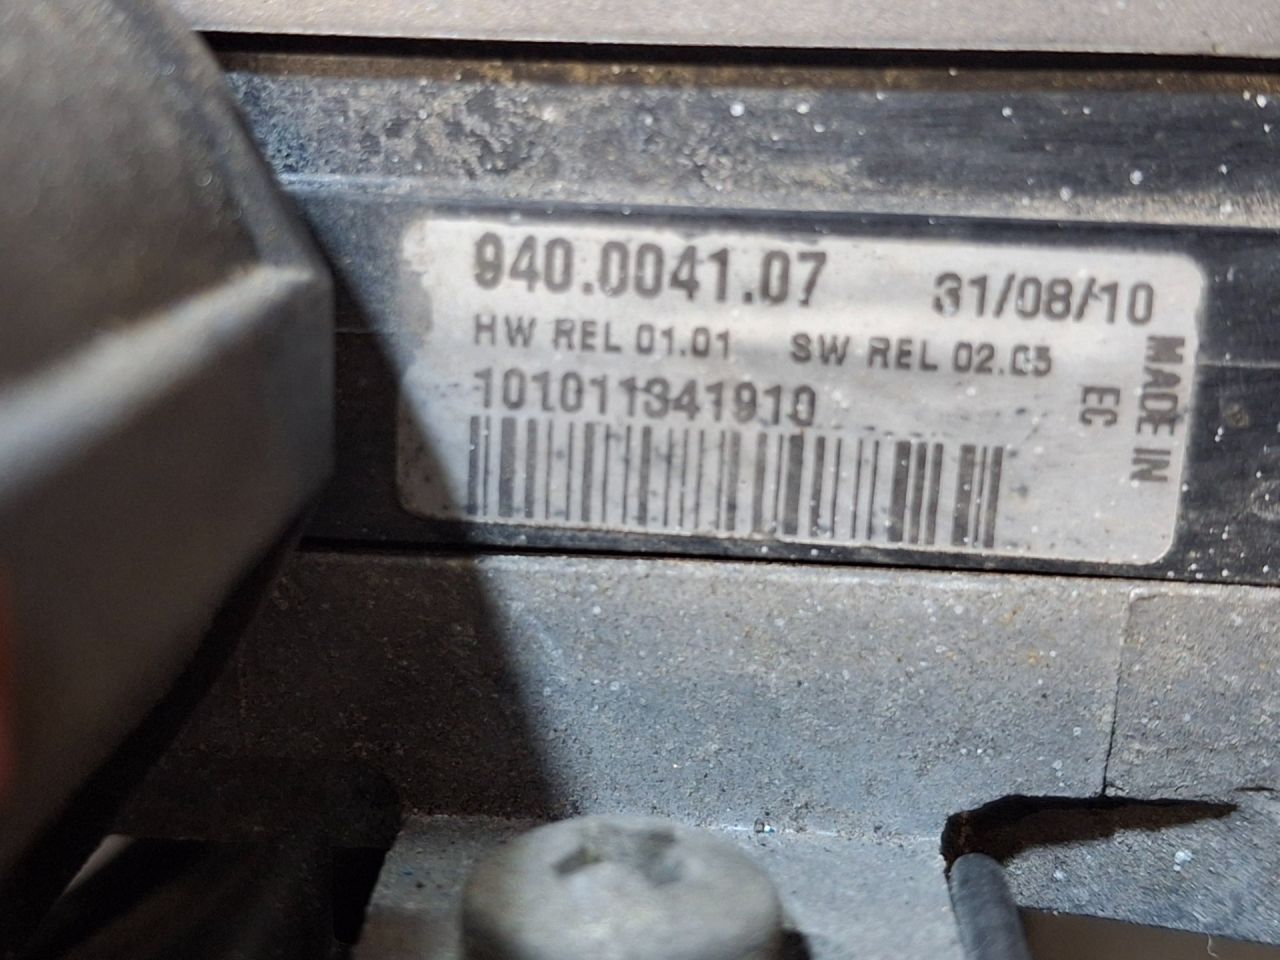 940.0041.07
31/08/10
HW REL 01.01 SW REL 02.05
101011341910
MADE IN
EC